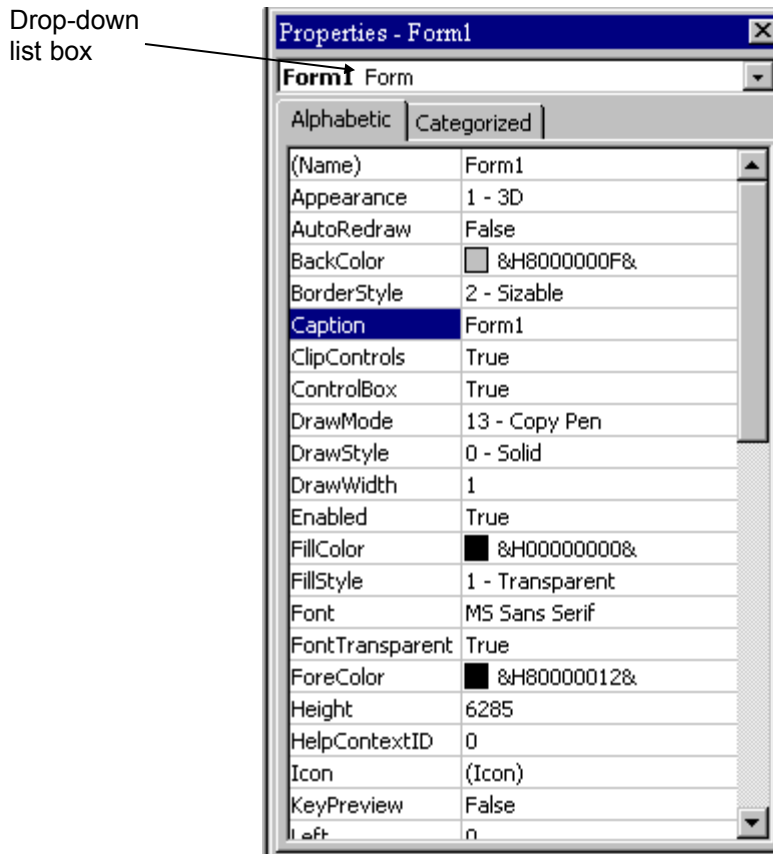 Drop-down
list box
Properties - Form1
Form1 Form
Alphabetic Categorized
(Name) Form1
Appearance 1 - 3D
AutoRedraw False
BackColor &H8000000F&
BorderStyle 2 - Sizable
Caption Form1
ClipControls True
ControlBox True
DrawMode 13 - Copy Pen
DrawStyle 0 - Solid
DrawWidth 1
Enabled True
FillColor &H00000000&
FillStyle 1 - Transparent
Font MS Sans Serif
FontTransparent True
ForeColor &H80000012&
Height 6285
HelpContextID 0
Icon (Icon)
KeyPreview False
Left 0